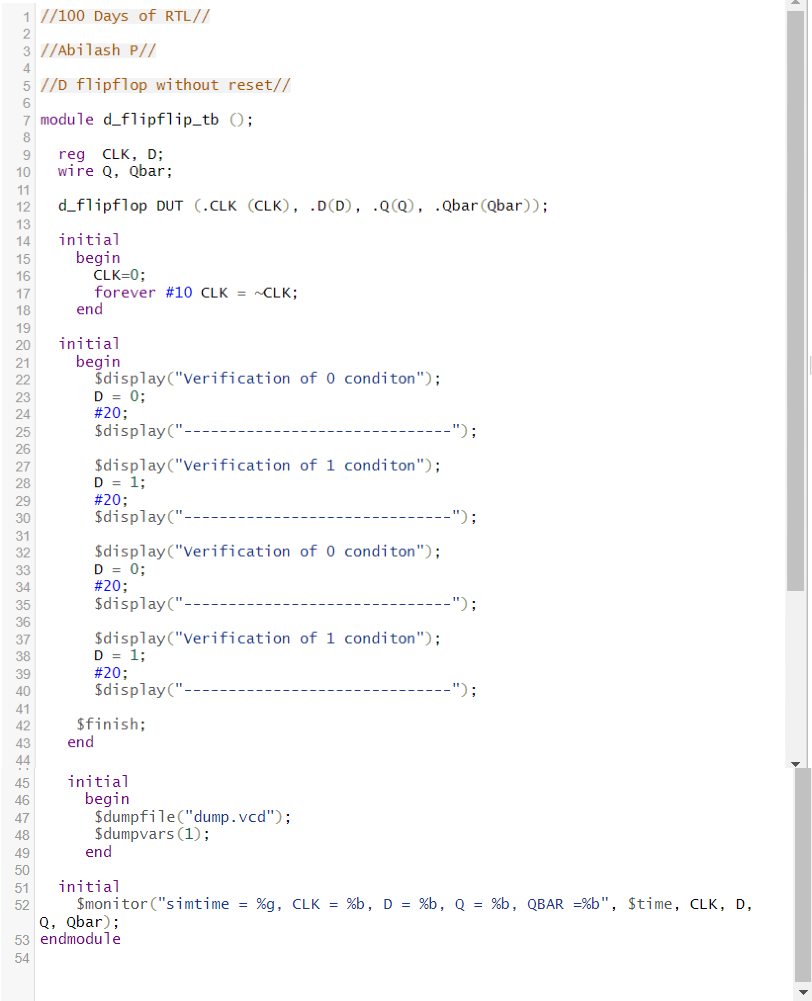 1 //100 Days of RTL//
2
3 //Abilash P//
4
5 //D flipflop without reset//
6
7 module d_flipflip_tb ();
8
9 reg  CLK, D;
10 wire Q, Qbar;
11
12 d_flipflop DUT (.CLK (CLK), .D(D), .Q(Q), .Qbar(Qbar));
13
14 initial
15 begin
16 CLK=0;
17 forever #10 CLK = ~CLK;
18 end
19
20 initial
21 begin
22 $display("Verification of 0 conditon");
23 D = 0;
24 #20;
25 $display("------------------------------");
26
27 $display("Verification of 1 conditon");
28 D = 1;
29 #20;
30 $display("------------------------------");
31
32 $display("Verification of 0 conditon");
33 D = 0;
34 #20;
35 $display("------------------------------");
36
37 $display("Verification of 1 conditon");
38 D = 1;
39 #20;
40 $display("------------------------------");
41
42 $finish;
43 end
44
45 initial
46 begin
47 $dumpfile("dump.vcd");
48 $dumpvars(1);
49 end
50
51 initial
52 $monitor("simtime = %g, CLK = %b, D = %b, Q = %b, QBAR =%b", $time, CLK, D,
Q, Qbar);
53 endmodule
54